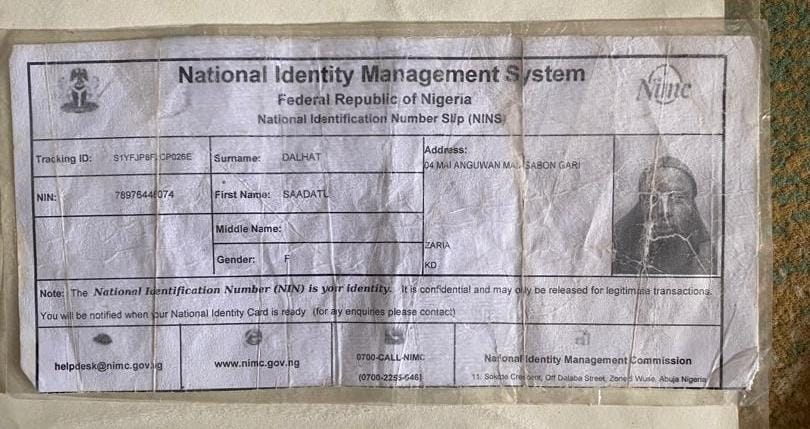 National Identity Management System
Federal Republic of Nigeria
National Identification Number Slip (NINS)
Nimc
Tracking ID:
Surname: DALHAT
Address:
04 MAI ANGUWAN SABON GARI
NIN:
First Name:
Middle Name:
ZARIA
Gender: F
KD
Note: The National Identification Number (NIN) is your identity. It is confidential and may only be released for legitimate transactions.
You will be notified when your National Identity Card is ready (for any enquires please contact)
helpdesk@nimc.gov.ng
www.nimc.gov.ng
0700-CALL-NIMC
(0700-2255-646)
National Identity Management Commission
11, Sokode Crescent, Off Dalaba Street, Zone 5 Wuse, Abuja Nigeria